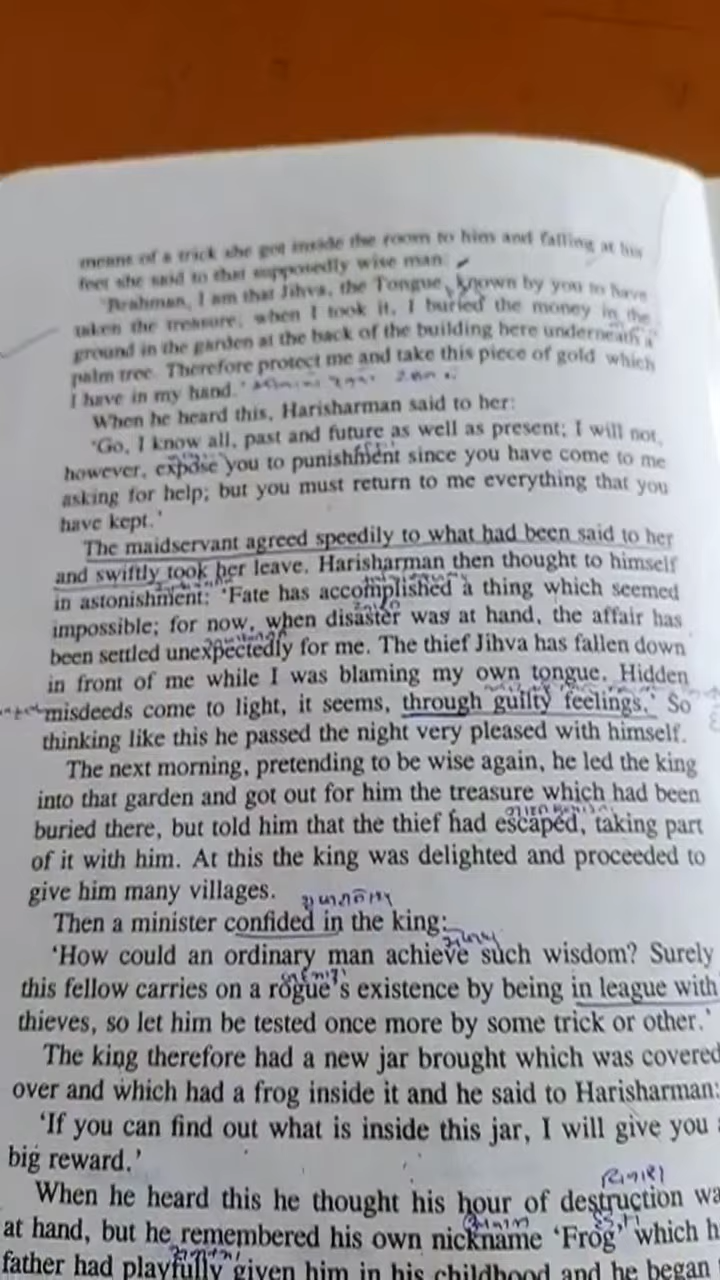 means of a trick she got inside the room to him and falling at his
feet she said to that supposedly wise man:
'Brahman, I am that Jihva, the Tongue, known by you to have
taken the treasure; when I took it, I buried the money in the
ground in the garden at the back of the building here underneath a
palm tree. Therefore protect me and take this piece of gold which
I have in my hand.'
When he heard this, Harisharman said to her:
'Go, I know all, past and future as well as present; I will not,
however, expose you to punishment since you have come to me
asking for help; but you must return to me everything that you
have kept.'
The maidservant agreed speedily to what had been said to her
and swiftly took her leave. Harisharman then thought to himself
in astonishment: 'Fate has accomplished a thing which seemed
impossible; for now, when disaster was at hand, the affair has
been settled unexpectedly for me. The thief Jihva has fallen down
in front of me while I was blaming my own tongue. Hidden
misdeeds come to light, it seems, through guilty feelings.' So
thinking like this he passed the night very pleased with himself.
The next morning, pretending to be wise again, he led the king
into that garden and got out for him the treasure which had been
buried there, but told him that the thief had escaped, taking part
of it with him. At this the king was delighted and proceeded to
give him many villages.
Then a minister confided in the king:
'How could an ordinary man achieve such wisdom? Surely
this fellow carries on a rogue's existence by being in league with
thieves, so let him be tested once more by some trick or other.'
The king therefore had a new jar brought which was covered
over and which had a frog inside it and he said to Harisharman:
'If you can find out what is inside this jar, I will give you a
big reward.'
When he heard this he thought his hour of destruction wa
at hand, but he remembered his own nickname 'Frog' which h
father had playfully given him in his childhood and he began